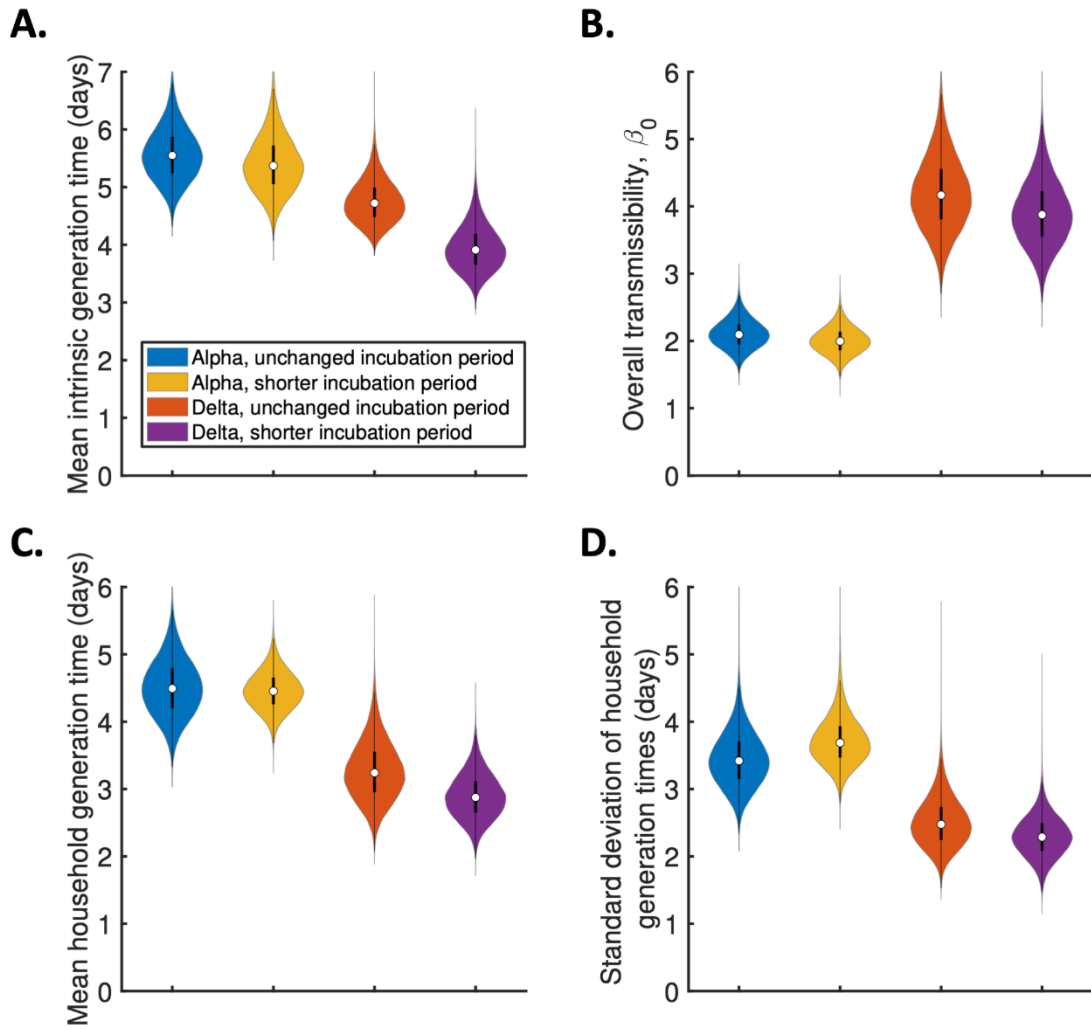 A.
Mean intrinsic generation time (days)
7
6
5
4
3
2
1
0
Alpha, unchanged incubation period
Alpha, shorter incubation period
Delta, unchanged incubation period
Delta, shorter incubation period
B.
Overall transmissibility, β₀
6
5
4
3
2
1
0
C.
Mean household generation time (days)
6
5
4
3
2
1
0
D.
Standard deviation of household
generation times (days)
6
5
4
3
2
1
0